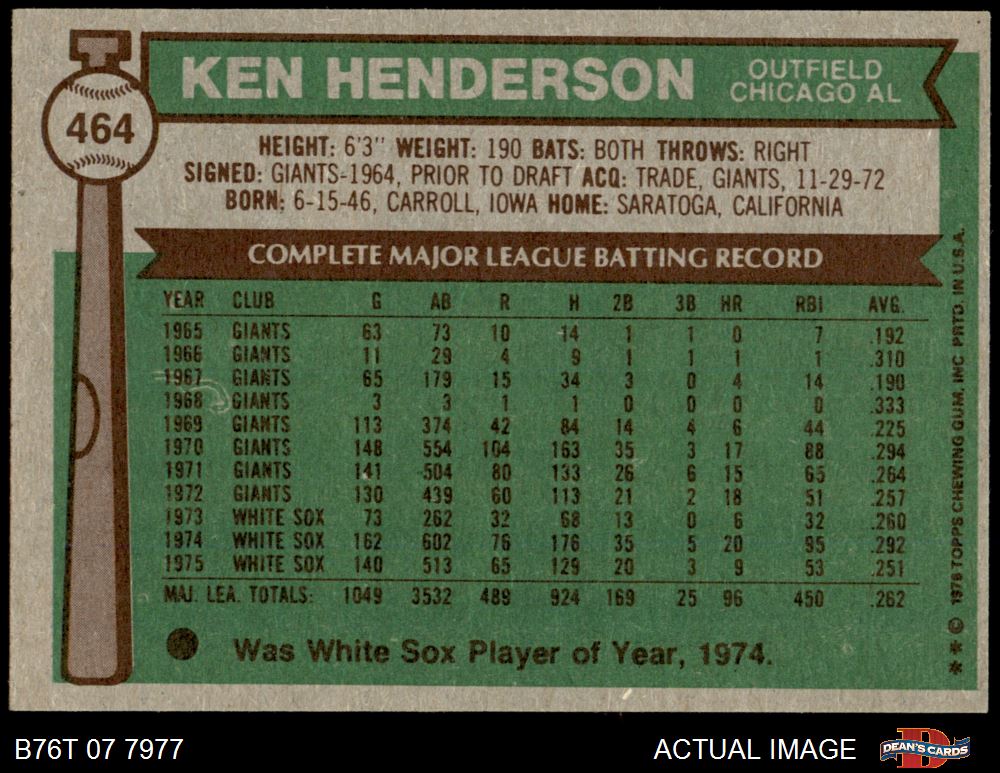 KEN HENDERSON
OUTFIELD
CHICAGO AL
464
HEIGHT: 6'3" WEIGHT: 190 BATS: BOTH THROWS: RIGHT
SIGNED: GIANTS-1964, PRIOR TO DRAFT ACQ: TRADE, GIANTS, 11-29-72
BORN: 6-15-46, CARROLL, IOWA HOME: SARATOGA, CALIFORNIA
COMPLETE MAJOR LEAGUE BATTING RECORD
YEAR CLUB G AB R H 2B 3B HR RBI AVG.
1965 GIANTS 63 73 10 14 1 1 0 7 .192
1966 GIANTS 11 29 4 9 1 1 1 1 .310
1967 GIANTS 65 179 15 34 3 0 4 14 .190
1968 GIANTS 3 3 1 1 0 0 0 0 .333
1969 GIANTS 113 374 42 84 14 4 6 44 .225
1970 GIANTS 148 554 104 163 35 3 17 88 .294
1971 GIANTS 141 504 80 133 26 6 15 65 .264
1972 GIANTS 130 439 60 113 21 2 18 51 .257
1973 WHITE SOX 73 262 32 68 13 0 6 32 .260
1974 WHITE SOX 162 602 76 176 35 5 20 95 .292
1975 WHITE SOX 140 513 65 129 20 3 9 53 .251
MAJ. LEA. TOTALS: 1049 3532 489 924 169 25 96 450 .262
Was White Sox Player of Year, 1974.
* * © 1976 TOPPS CHEWING GUM, INC. PRTD. IN U.S.A.
B76T 07 7977
ACTUAL IMAGE
D
DEAN'S CARDS